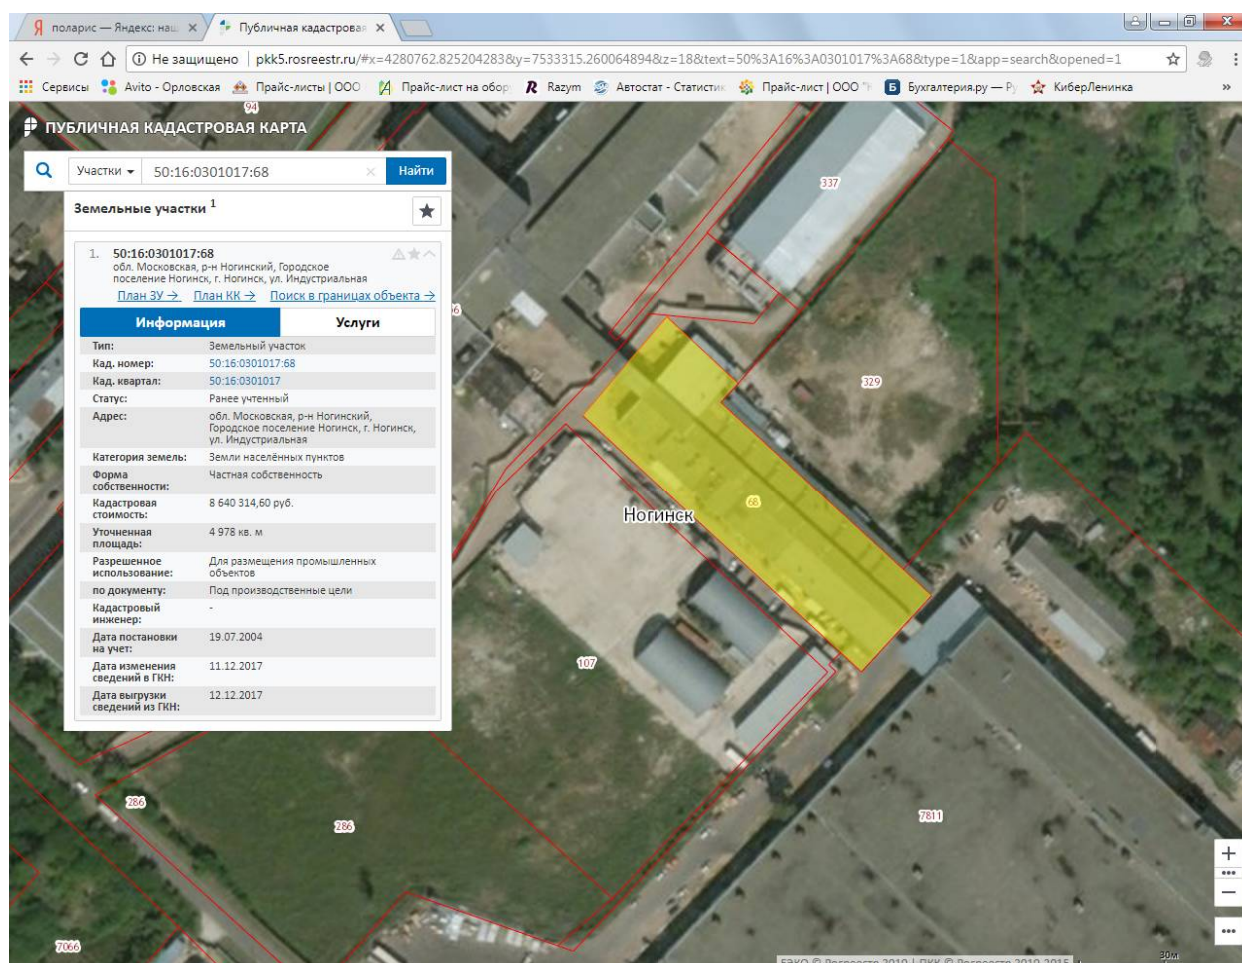 поларис — Яндекс: наш
Публичная кадастровая
Не защищено
pkk5.rosreestr.ru/#x=4280762.825204283&y=7533315.260064894&z=18&text=50%3A16%3A0301017%3A68&type=1&app=search&opened=1
Сервисы
Avito - Орловская
Прайс-листы | ООО
Прайс-лист на обор
Razym
Автостат - Статистик
Прайс-лист | ООО "
Бухгалтерия.ру — Р
КиберЛенинка
94
ПУБЛИЧНАЯ КАДАСТРОВАЯ КАРТА
Участки
50:16:0301017:68
Найти
Земельные участки 1
1. 50:16:0301017:68
обл. Московская, р-н Ногинский, Городское
поселение Ногинск, г. Ногинск, ул. Индустриальная
План ЗУ → План КК → Поиск в границах объекта →
Информация Услуги
Тип: Земельный участок
Кад. номер: 50:16:0301017:68
Кад. квартал: 50:16:0301017
Статус: Ранее учтенный
Адрес: обл. Московская, р-н Ногинский,
Городское поселение Ногинск, г. Ногинск,
ул. Индустриальная
Категория земель: Земли населённых пунктов
Форма собственности: Частная собственность
Кадастровая стоимость: 8 640 314,60 руб.
Уточненная площадь: 4 978 кв. м
Разрешенное использование: Для размещения промышленных
объектов
по документу: Под производственные цели
Кадастровый инженер: -
Дата постановки на учет: 19.07.2004
Дата изменения сведений в ГКН: 11.12.2017
Дата выгрузки сведений из ГКН: 12.12.2017
337
329
68
Ногинск
107
286
286
7811
7066
30м